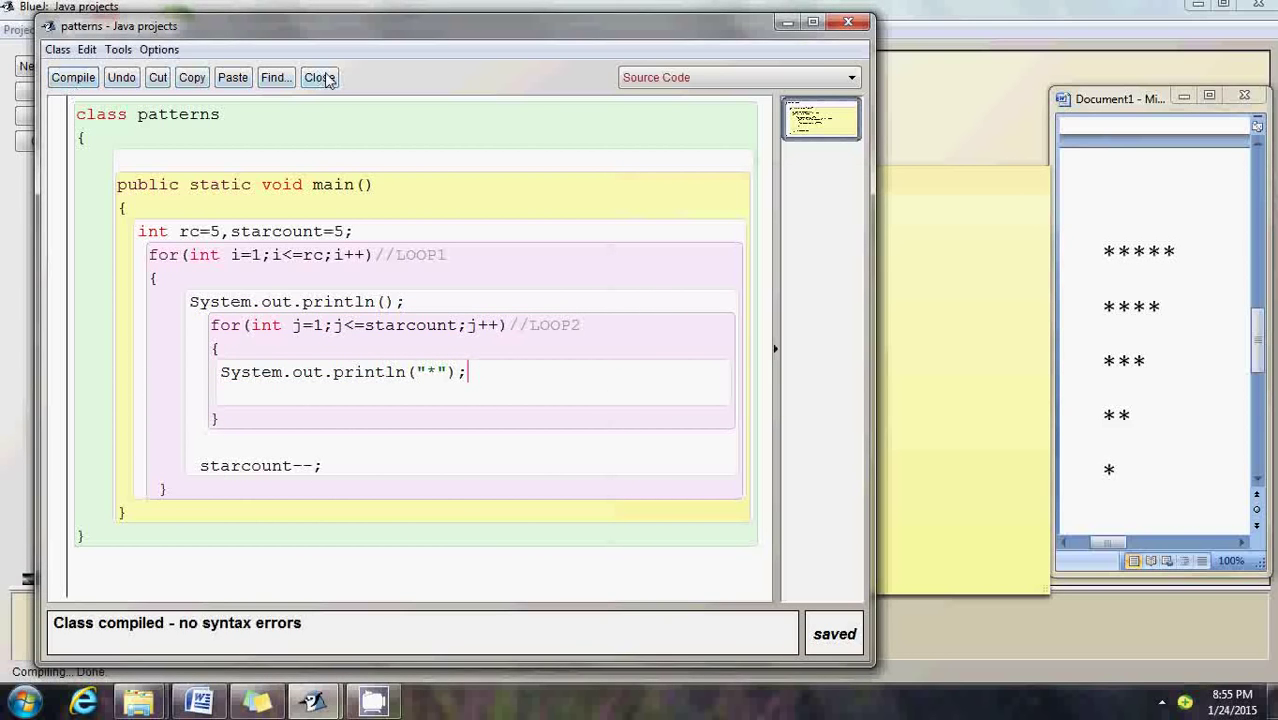 BlueJ: Java projects
patterns - Java projects
Class Edit Tools Options
Compile Undo Cut Copy Paste Find... Close
Source Code
class patterns
{
public static void main()
{
int rc=5,starcount=5;
for(int i=1;i<=rc;i++)//LOOP1
{
System.out.println();
for(int j=1;j<=starcount;j++)//LOOP2
{
System.out.println("*");
}
starcount--;
}
}
}
Class compiled - no syntax errors
saved
Compiling... Done.
Document1 - Mi...
*****
****
***
**
*
100%
8:55 PM
1/24/2015